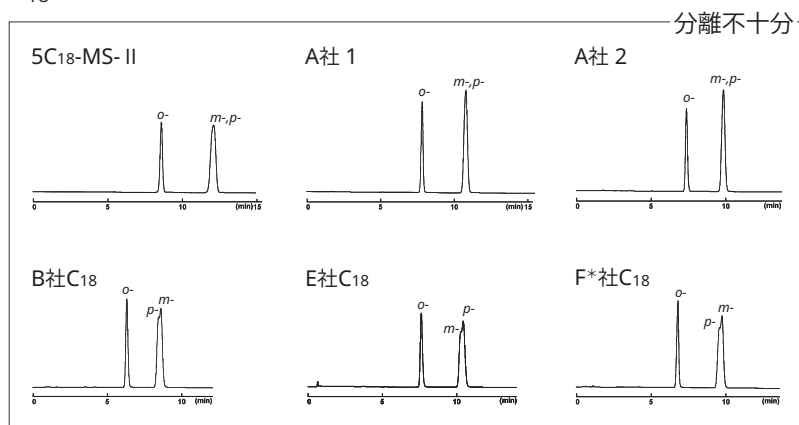 分離不十分
5C18-MS-Ⅱ
A社 1
A社 2
o-
m-,p-
o-
m-,p-
o-
m-,p-
0 5 10 (min) 15
0 5 10 (min) 15
0 5 10 (min)
B社C18
E社C18
F*社C18
o-
p-
m-
o-
m-
p-
o-
p-
m-
0 5 10 (min)
0 5 10 (min)
0 5 10 (min)